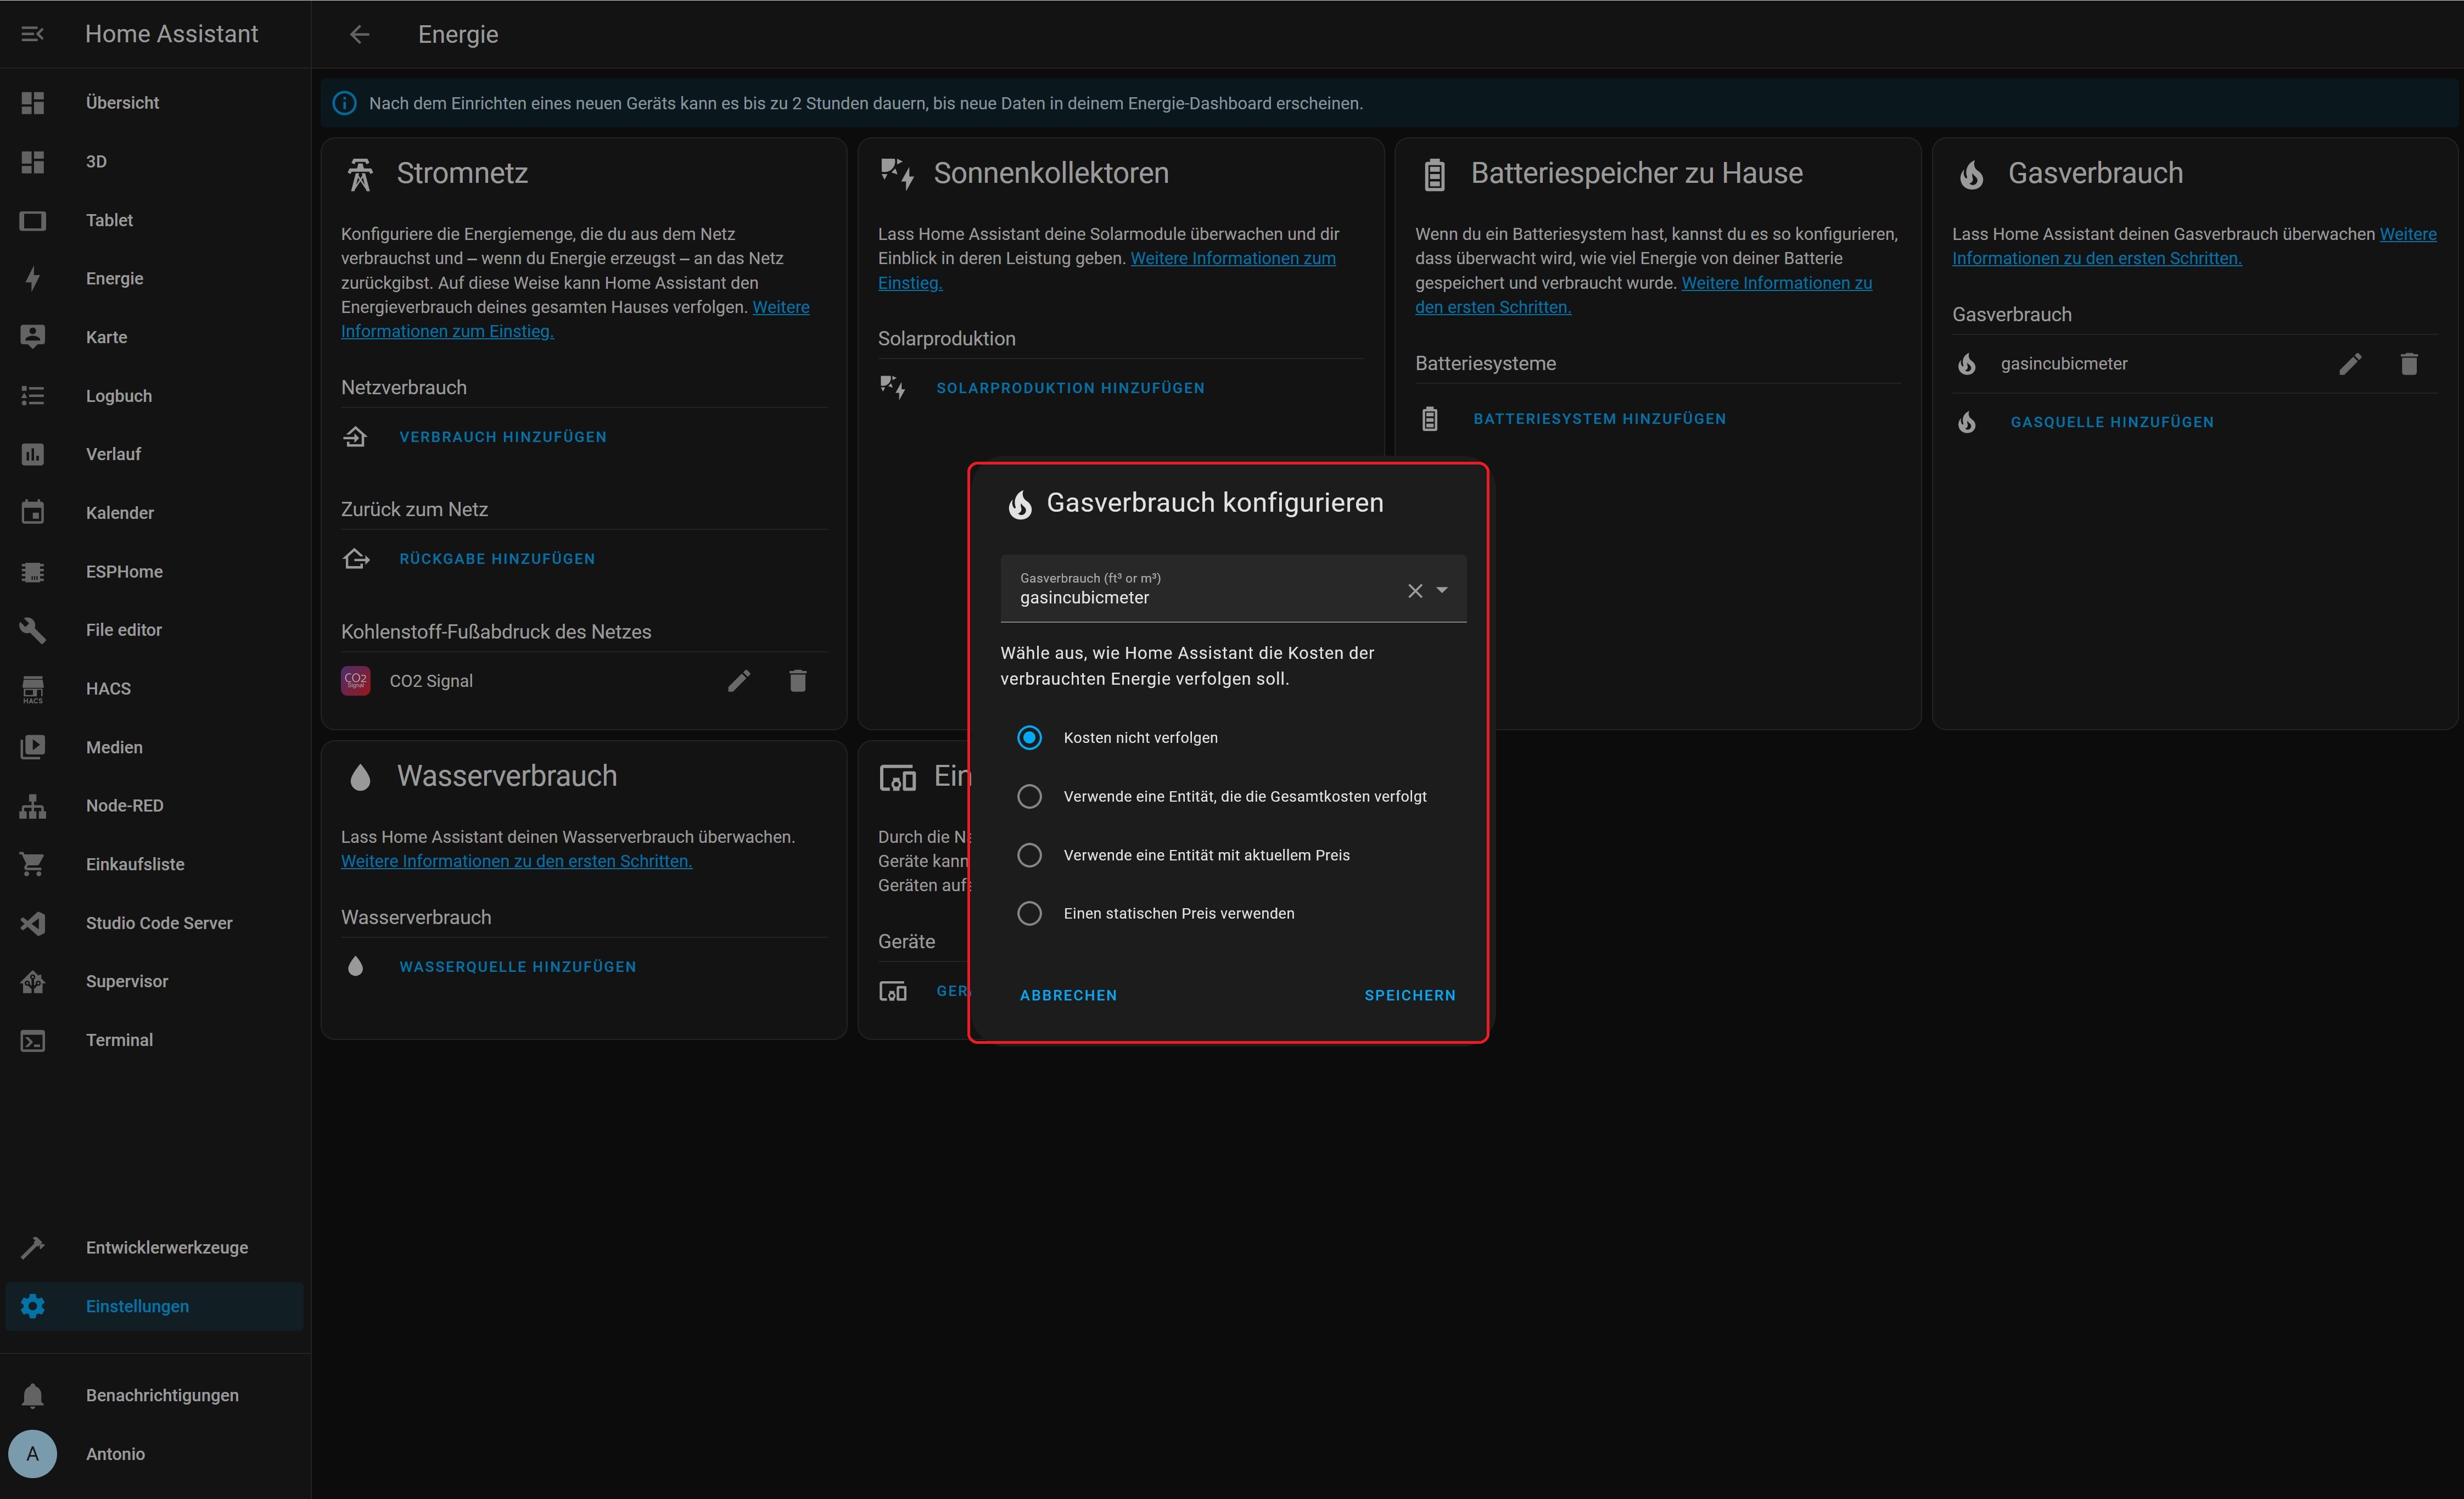 Home Assistant
Energie
Übersicht
3D
Tablet
Energie
Karte
Logbuch
Verlauf
Kalender
ESPHome
File editor
HACS
HACS
Medien
Node-RED
Einkaufsliste
Studio Code Server
Supervisor
Terminal
Entwicklerwerkzeuge
Einstellungen
Benachrichtigungen
A
Antonio
Nach dem Einrichten eines neuen Geräts kann es bis zu 2 Stunden dauern, bis neue Daten in deinem Energie-Dashboard erscheinen.
Stromnetz
Konfiguriere die Energiemenge, die du aus dem Netz
verbrauchst und – wenn du Energie erzeugst – an das Netz
zurückgibst. Auf diese Weise kann Home Assistant den
Energieverbrauch deines gesamten Hauses verfolgen. Weitere
Informationen zum Einstieg.
Netzverbrauch
VERBRAUCH HINZUFÜGEN
Zurück zum Netz
RÜCKGABE HINZUFÜGEN
Kohlenstoff-Fußabdruck des Netzes
CO2
Signal
CO2 Signal
Sonnenkollektoren
Lass Home Assistant deine Solarmodule überwachen und dir
Einblick in deren Leistung geben. Weitere Informationen zum
Einstieg.
Solarproduktion
SOLARPRODUKTION HINZUFÜGEN
Batteriespeicher zu Hause
Wenn du ein Batteriesystem hast, kannst du es so konfigurieren,
dass überwacht wird, wie viel Energie von deiner Batterie
gespeichert und verbraucht wurde. Weitere Informationen zu
den ersten Schritten.
Batteriesysteme
BATTERIESYSTEM HINZUFÜGEN
Gasverbrauch
Lass Home Assistant deinen Gasverbrauch überwachen Weitere
Informationen zu den ersten Schritten.
Gasverbrauch
gasincubicmeter
GASQUELLE HINZUFÜGEN
Wasserverbrauch
Lass Home Assistant deinen Wasserverbrauch überwachen.
Weitere Informationen zu den ersten Schritten.
Wasserverbrauch
WASSERQUELLE HINZUFÜGEN
Ein
Durch die N
Geräte kann
Geräten auf
Geräte
GER
Gasverbrauch konfigurieren
Gasverbrauch (ft³ or m³)
gasincubicmeter
Wähle aus, wie Home Assistant die Kosten der
verbrauchten Energie verfolgen soll.
Kosten nicht verfolgen
Verwende eine Entität, die die Gesamtkosten verfolgt
Verwende eine Entität mit aktuellem Preis
Einen statischen Preis verwenden
ABBRECHEN
SPEICHERN